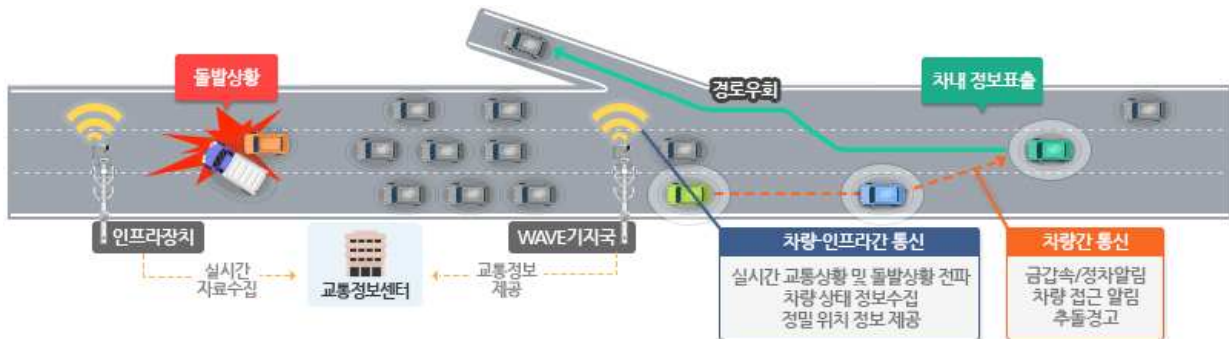 돌발상황
경로우회
차내 정보표출
인프라장치
WAVE기지국
실시간
자료수집
교통정보센터
교통정보
제공
차량-인프라간 통신
실시간 교통상황 및 돌발상황 전파
차량 상태 정보수집
정밀 위치 정보 제공
차량간 통신
금갑속/정차알림
차량 접근 알림
추돌경고